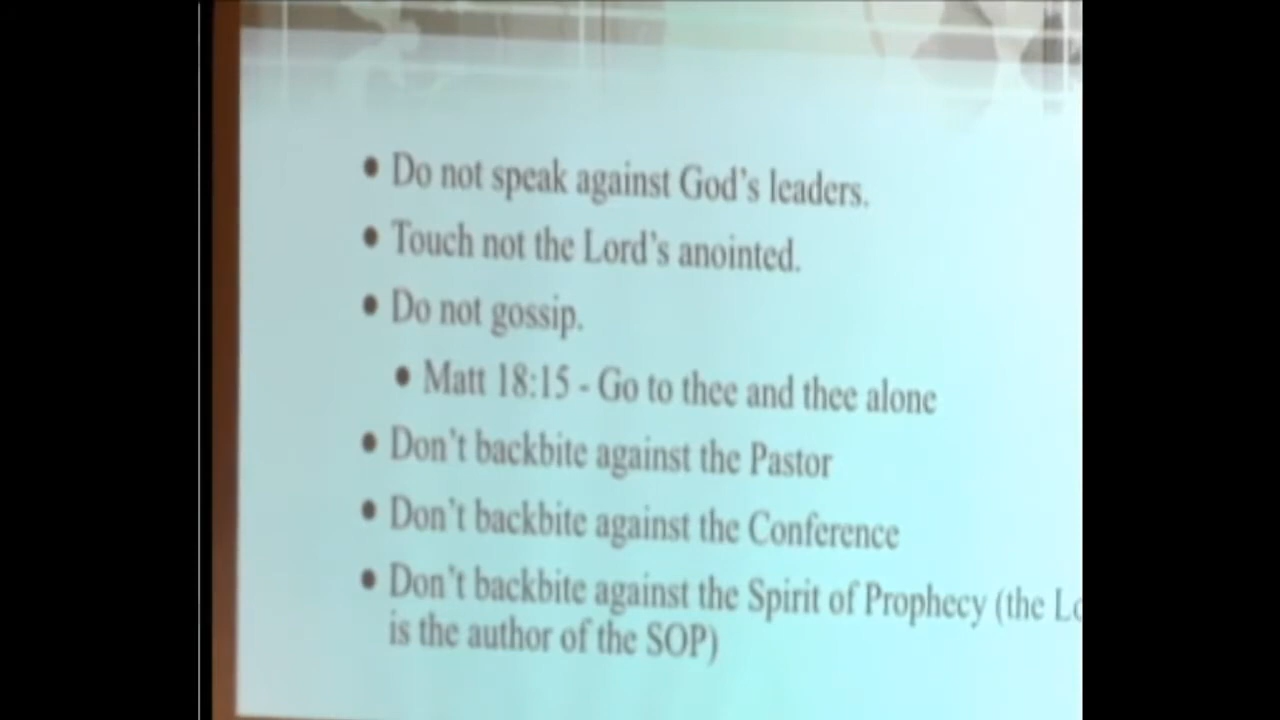 • Do not speak against God's leaders.
• Touch not the Lord's anointed.
• Do not gossip.
• Matt 18:15 - Go to thee and thee alone
• Don't backbite against the Pastor
• Don't backbite against the Conference
• Don't backbite against the Spirit of Prophecy (the
is the author of the SOP)